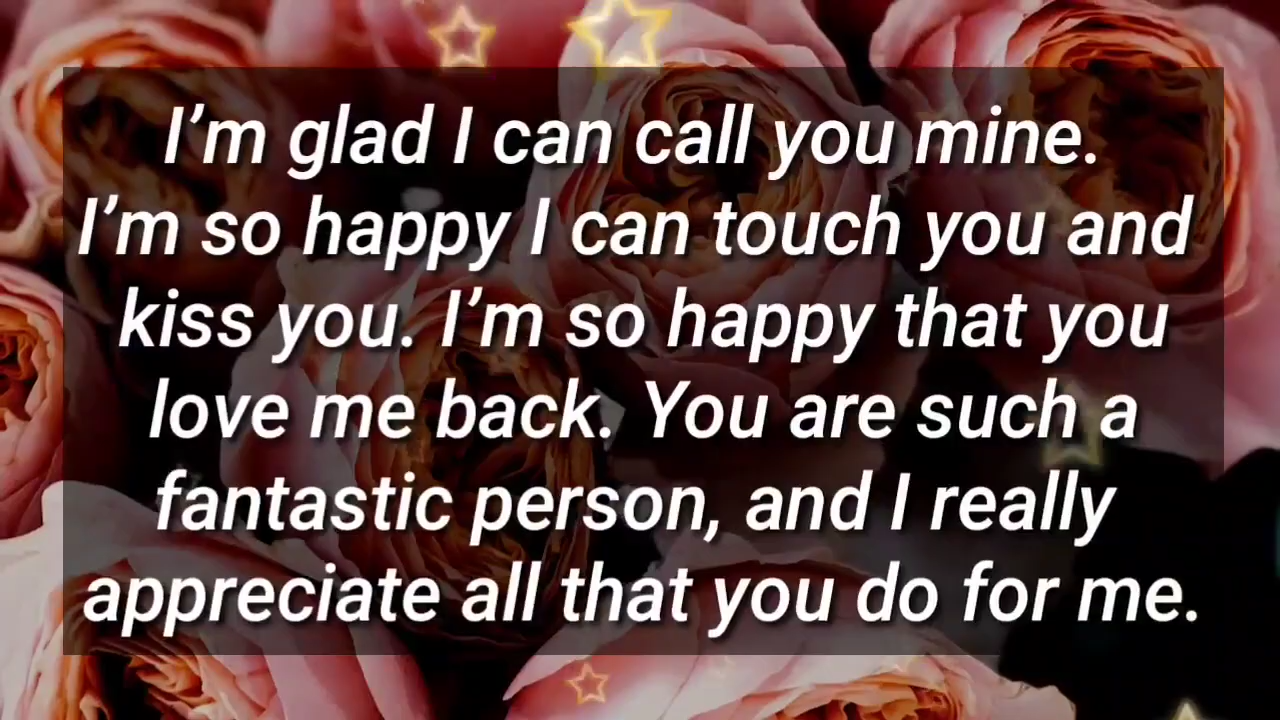 I’m glad I can call you mine.
I’m so happy I can touch you and
kiss you. I’m so happy that you
love me back. You are such a
fantastic person, and I really
appreciate all that you do for me.